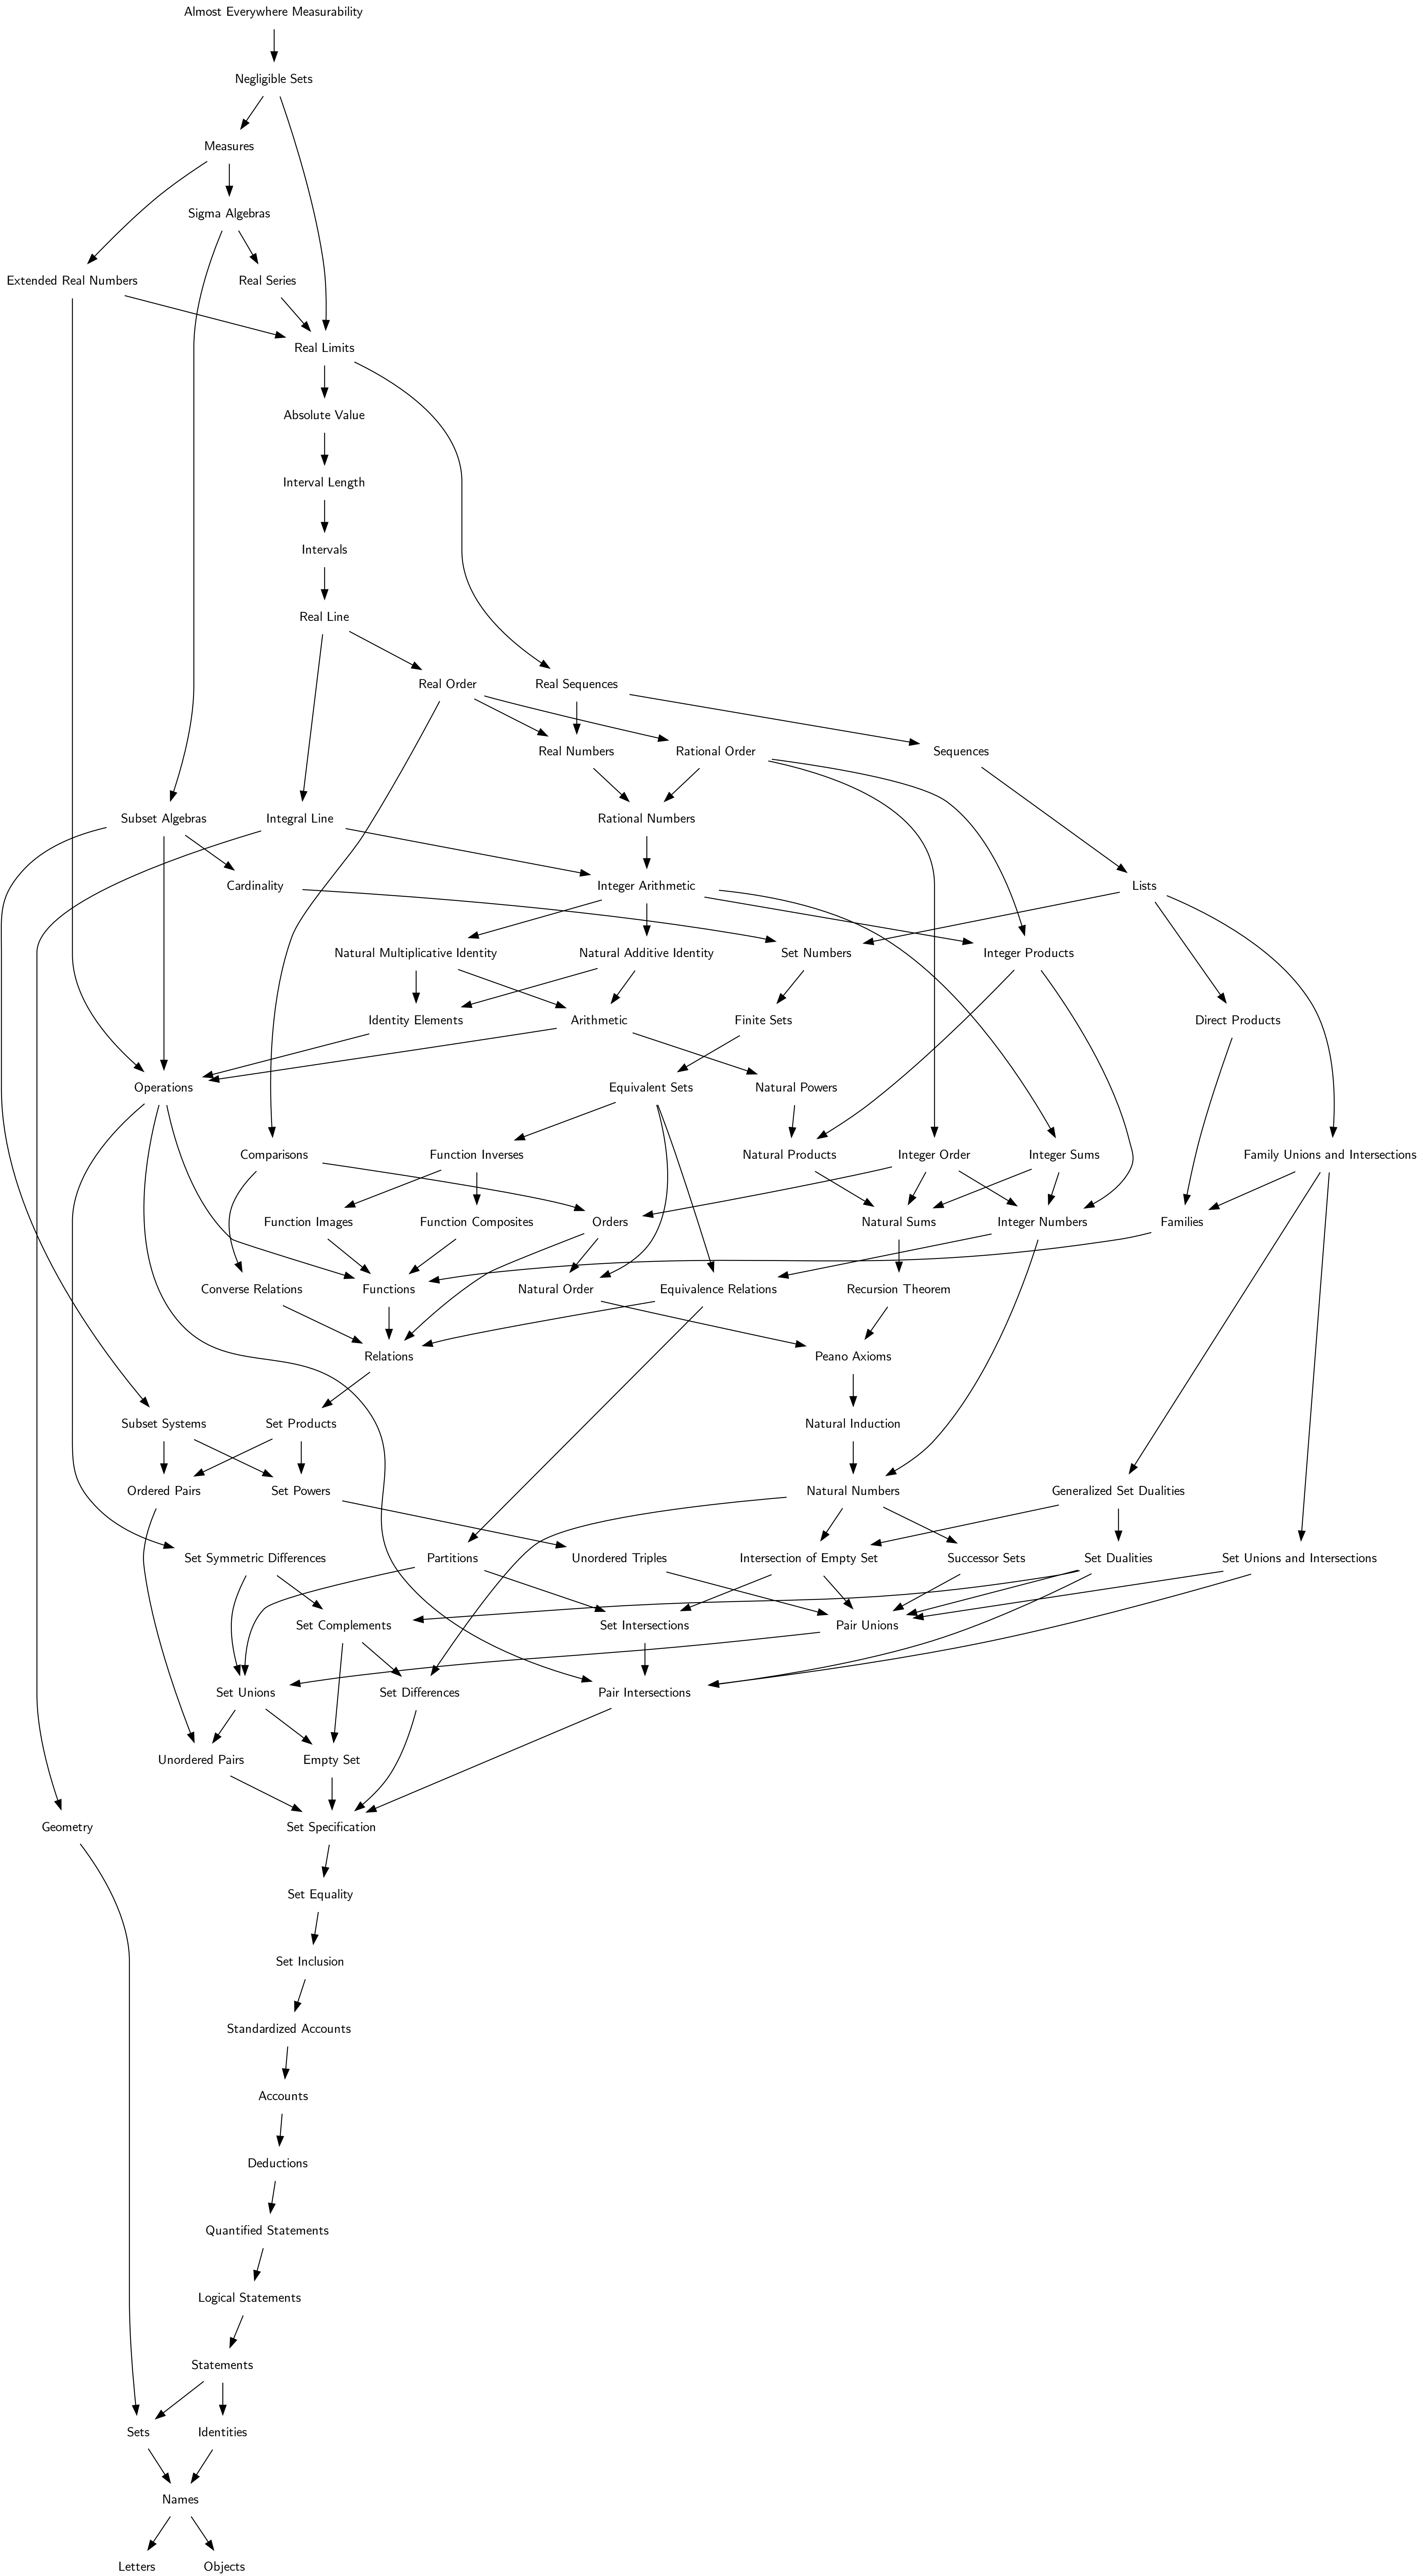 Almost Everywhere Measurability
Negligible Sets
Measures
Sigma Algebras
Extended Real Numbers
Real Series
Real Limits
Absolute Value
Interval Length
Intervals
Real Line
Real Order
Real Sequences
Real Numbers
Rational Order
Sequences
Subset Algebras
Integral Line
Rational Numbers
Cardinality
Integer Arithmetic
Lists
Natural Multiplicative Identity
Natural Additive Identity
Set Numbers
Integer Products
Identity Elements
Arithmetic
Finite Sets
Direct Products
Operations
Equivalent Sets
Natural Powers
Comparisons
Function Inverses
Natural Products
Integer Order
Integer Sums
Family Unions and Intersections
Function Images
Function Composites
Orders
Natural Sums
Integer Numbers
Families
Converse Relations
Functions
Natural Order
Equivalence Relations
Recursion Theorem
Relations
Peano Axioms
Subset Systems
Set Products
Natural Induction
Ordered Pairs
Set Powers
Natural Numbers
Generalized Set Dualities
Set Symmetric Differences
Partitions
Unordered Triples
Intersection of Empty Set
Successor Sets
Set Dualities
Set Unions and Intersections
Set Complements
Set Intersections
Pair Unions
Set Unions
Set Differences
Pair Intersections
Unordered Pairs
Empty Set
Geometry
Set Specification
Set Equality
Set Inclusion
Standardized Accounts
Accounts
Deductions
Quantified Statements
Logical Statements
Statements
Sets
Identities
Names
Letters
Objects